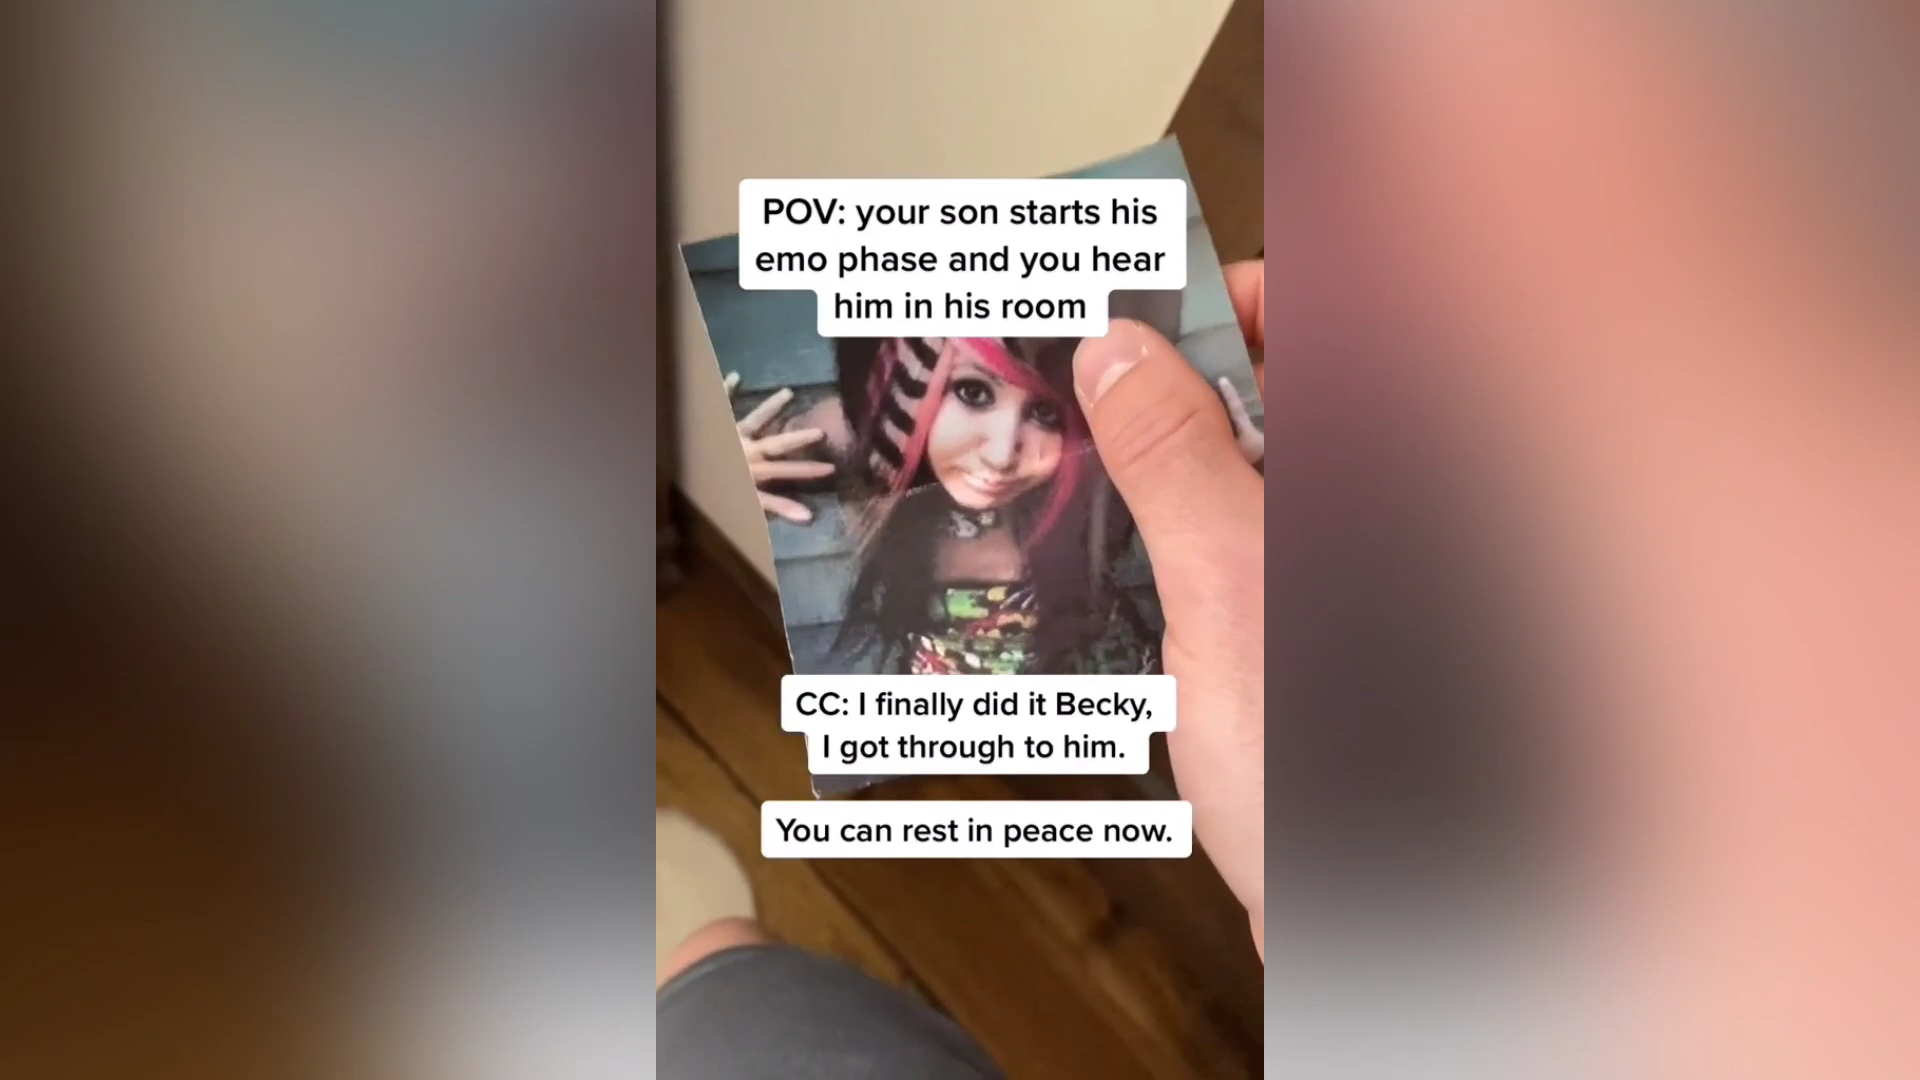 POV: your son starts his
emo phase and you hear
him in his room
CC: I finally did it Becky,
I got through to him.
You can rest in peace now.